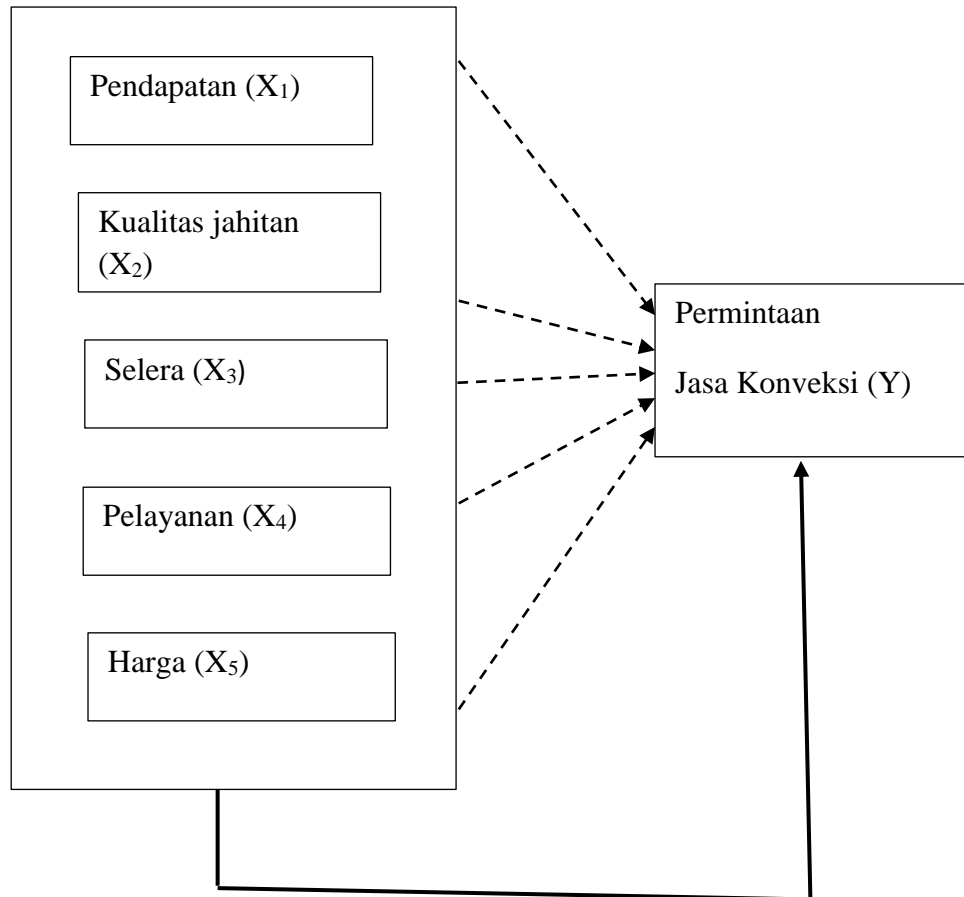 Pendapatan (X₁)
Kualitas jahitan
(X₂)
Selera (X₃)
Pelayanan (X₄)
Harga (X₅)
Permintaan
Jasa Konveksi (Y)